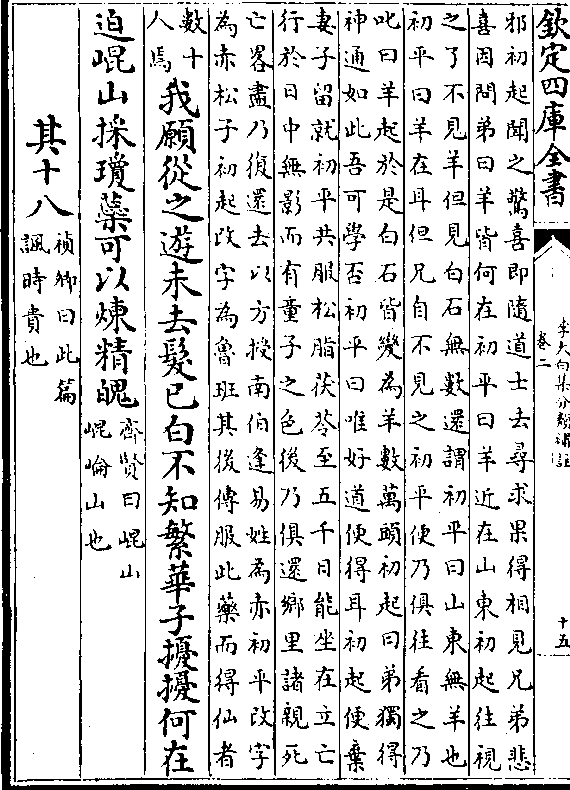 欽定四庫全書
李太白集分類補註
卷二
十五
邪初起聞之驚喜即隨道士去尋求果得相見兄弟悲
喜因問弟曰羊皆何在初平曰羊近在山東初起往視
之了不見羊但見白石無數還謂初平曰山東無羊也
初平曰羊在耳但兄自不見之初平便乃俱往看之乃
叱曰羊起於是白石皆變為羊數萬頭初起曰弟獨得
神通如此吾可學否初平曰唯好道便得耳初起便棄
妻子留就初平共服松脂茯苓至五千日能坐在立亡
行於日中無影而有童子之色後乃俱還鄉里諸親死
亡畧盡乃復還去以方授南伯逢易姓為赤初平改字
為赤松子初起改字為魯班其後傳服此藥而得仙者
數十
人焉
我願從之遊未去髮已白不知繁華子擾擾何在
迫崐山採瓊蘂可以煉精魄
齊賢曰崐山
崐崙山也
其十八
禎卿曰此篇
諷時貴也